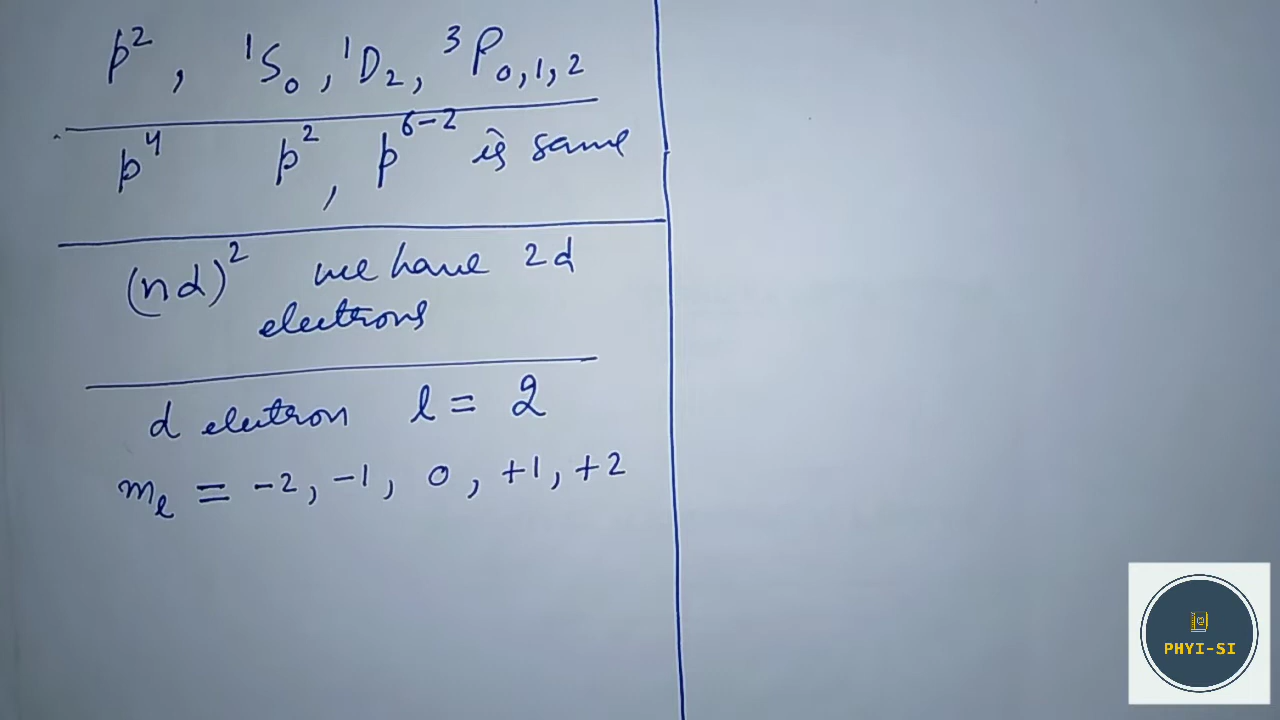 p², ¹S₀, ¹D₂, ³P₀,₁,₂
p⁴ p², p⁶⁻² is same
(nd)² we have 2d
electrons
d electron l = 2
mₗ = -2, -1, 0, +1, +2
PHYI-SI